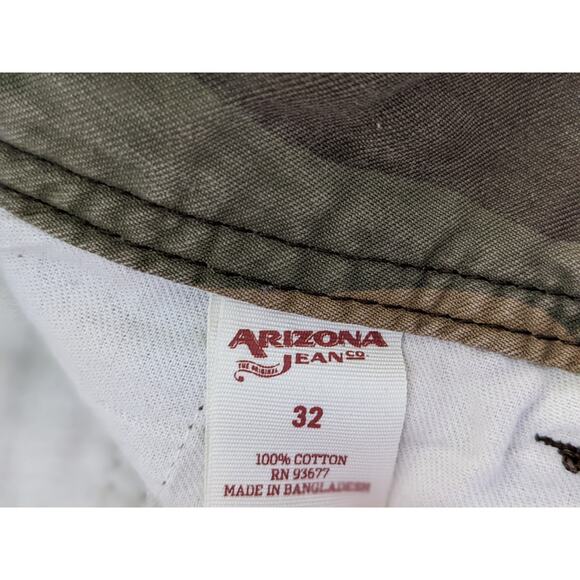 ARIZONA
JEAN CO
THE ORIGINAL
32
100% COTTON
RN 93677
MADE IN BANGLADESH